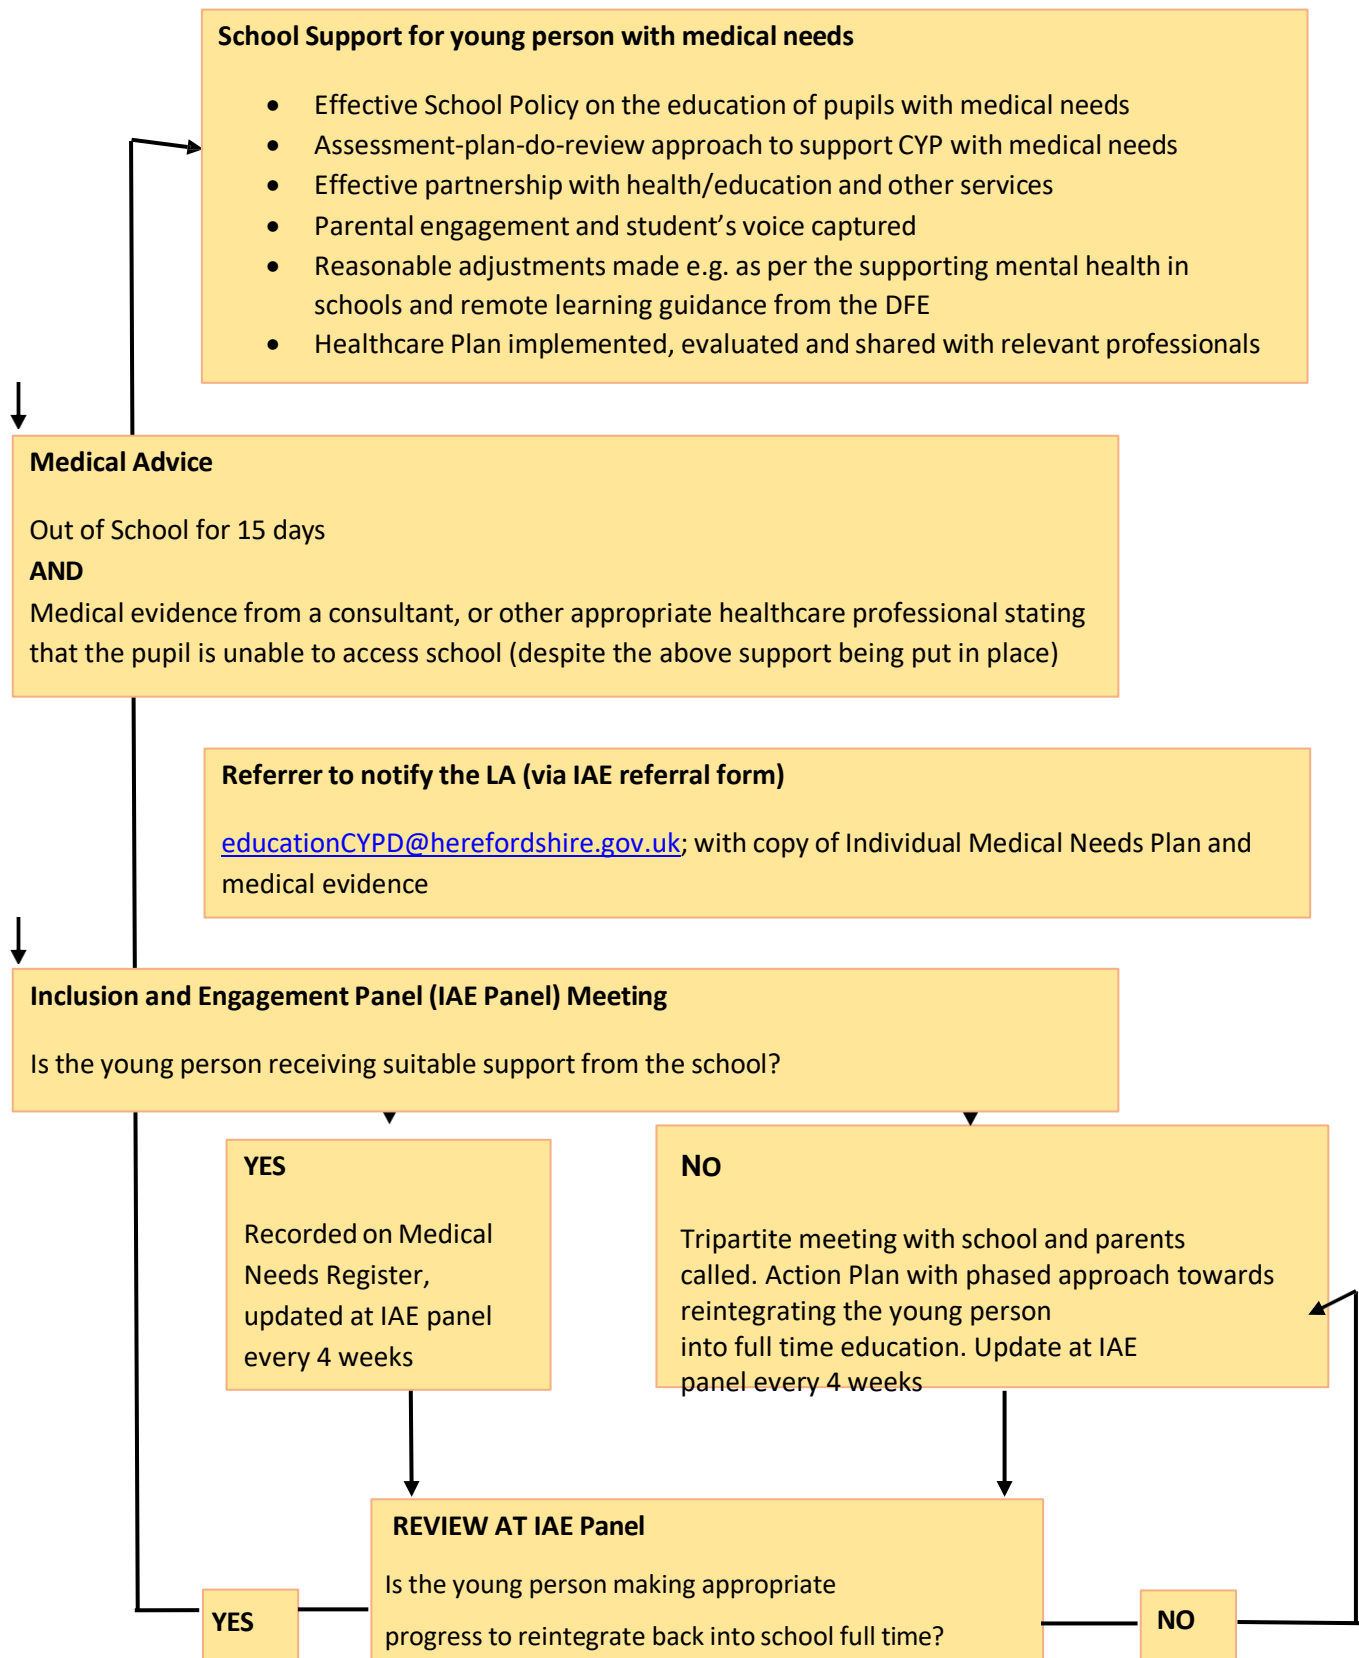 School Support for young person with medical needs
• Effective School Policy on the education of pupils with medical needs
• Assessment-plan-do-review approach to support CYP with medical needs
• Effective partnership with health/education and other services
• Parental engagement and student’s voice captured
• Reasonable adjustments made e.g. as per the supporting mental health in
schools and remote learning guidance from the DFE
• Healthcare Plan implemented, evaluated and shared with relevant professionals
Medical Advice
Out of School for 15 days
AND
Medical evidence from a consultant, or other appropriate healthcare professional stating
that the pupil is unable to access school (despite the above support being put in place)
Referrer to notify the LA (via IAE referral form)
educationCYPD@herefordshire.gov.uk; with copy of Individual Medical Needs Plan and
medical evidence
Inclusion and Engagement Panel (IAE Panel) Meeting
Is the young person receiving suitable support from the school?
YES
Recorded on Medical
Needs Register,
updated at IAE panel
every 4 weeks
NO
Tripartite meeting with school and parents
called. Action Plan with phased approach towards
reintegrating the young person
into full time education. Update at IAE
panel every 4 weeks
REVIEW AT IAE Panel
Is the young person making appropriate
progress to reintegrate back into school full time?
YES
NO